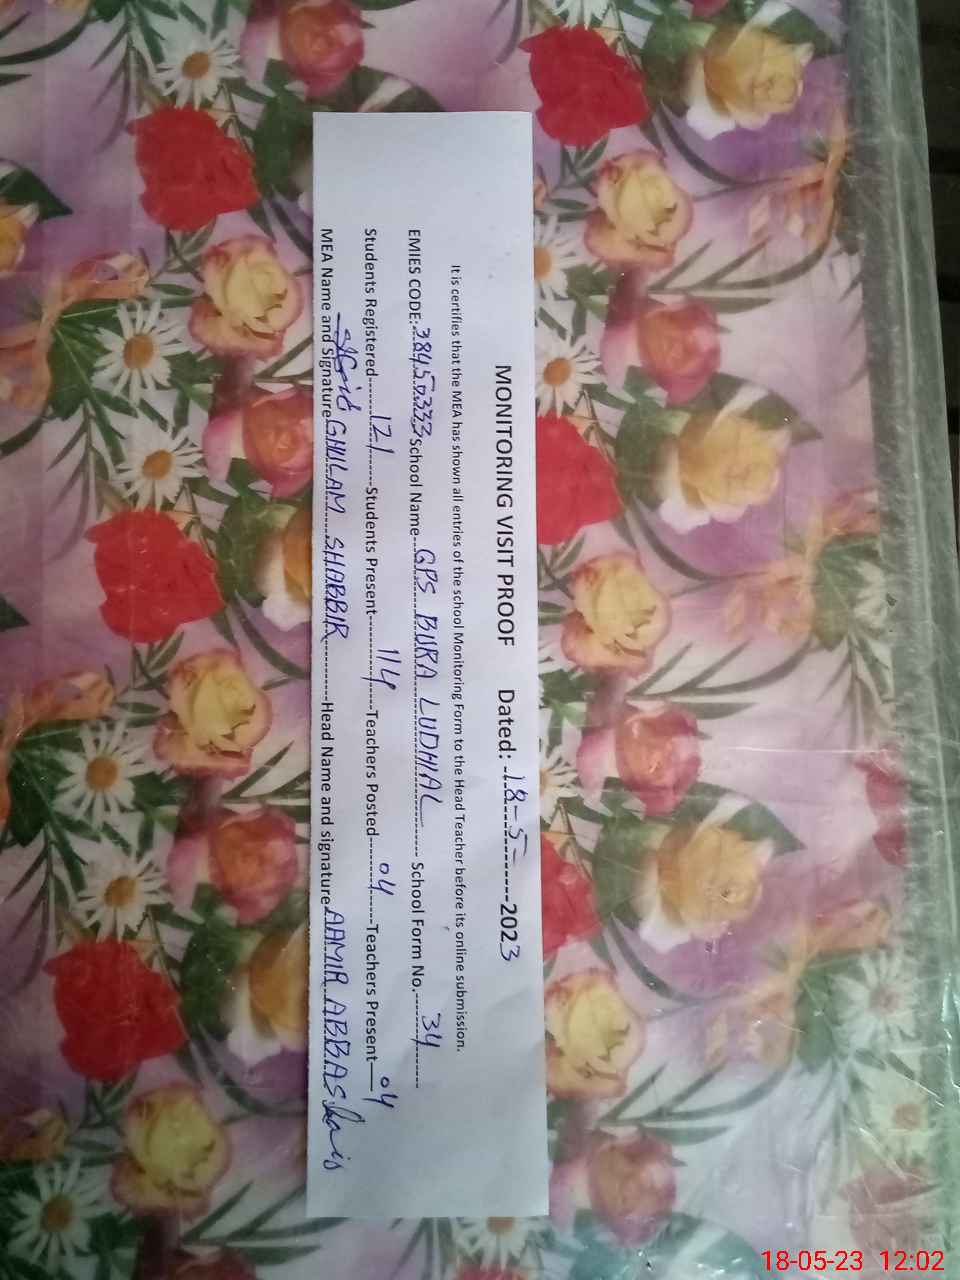 MONITORING VISIT PROOF Dated: 18-5-2023
It is certifies that the MEA has shown all entries of the school Monitoring Form to the Head Teacher before its online submission.
EMIES CODE: 38450333 School Name GPS BURA LUDHIAL School Form No. 34
Students Registered 121 Students Present 114 Teachers Posted 04 Teachers Present 04
MEA Name and Signature GHULAM SHABBIR Head Name and signature AAMIR ABBAS
18-05-23 12:02